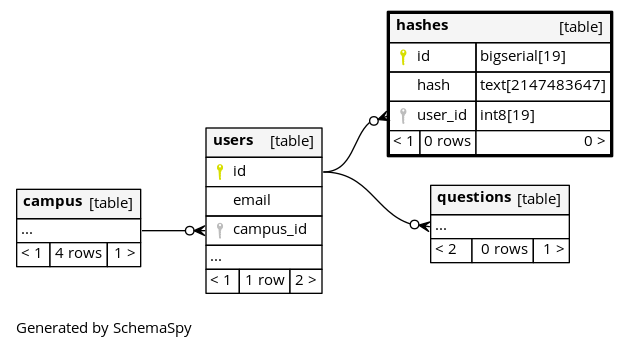 hashes [table]
id bigserial[19]
hash text[2147483647]
user_id int8[19]
< 1 0 rows 0 >
users [table]
id
email
campus_id
...
< 1 1 row 2 >
campus [table]
...
< 1 4 rows 1 >
questions [table]
...
< 2 0 rows 1 >
Generated by SchemaSpy